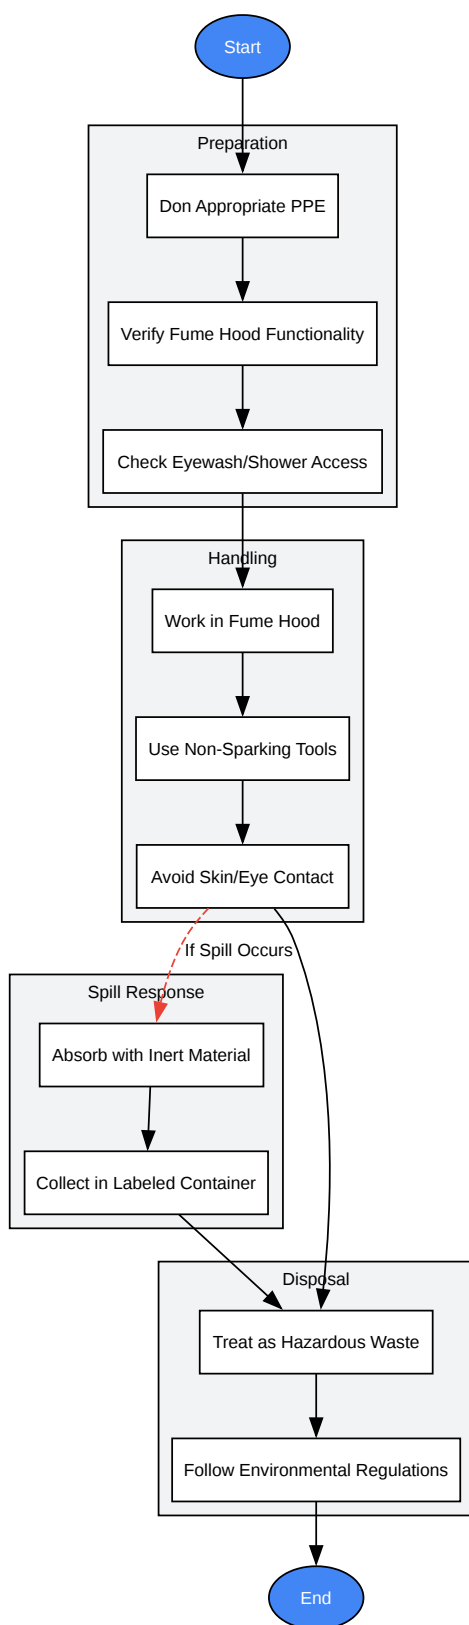 Start
Preparation
Don Appropriate PPE
Verify Fume Hood Functionality
Check Eyewash/Shower Access
Handling
Work in Fume Hood
Use Non-Sparking Tools
Avoid Skin/Eye Contact
If Spill Occurs
Spill Response
Absorb with Inert Material
Collect in Labeled Container
Disposal
Treat as Hazardous Waste
Follow Environmental Regulations
End